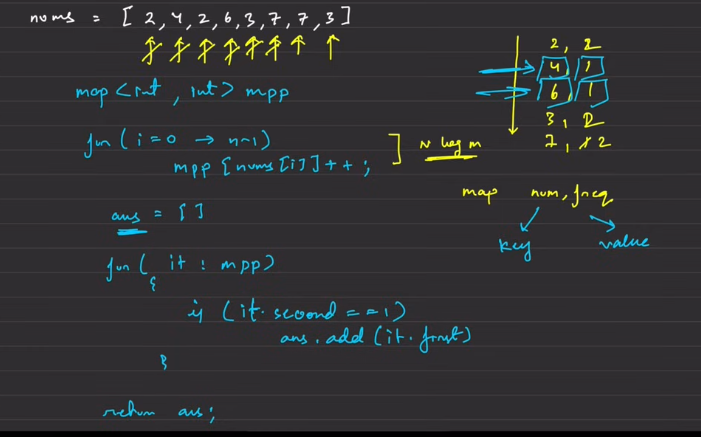 nums = [ 2, 4, 2, 6, 3, 7, 7, 3 ]
map <int, int> mpp
for ( i = 0 → n-1)
mpp [nums [i]] ++ ;
] N log m
ans = [ ]
for ( it : mpp)
{
if (it. second == 1)
ans. add (it. first)
}
return ans;
2, 2
4, 1
6, 1
3, 2
7, 1 2
map num, freq
key value